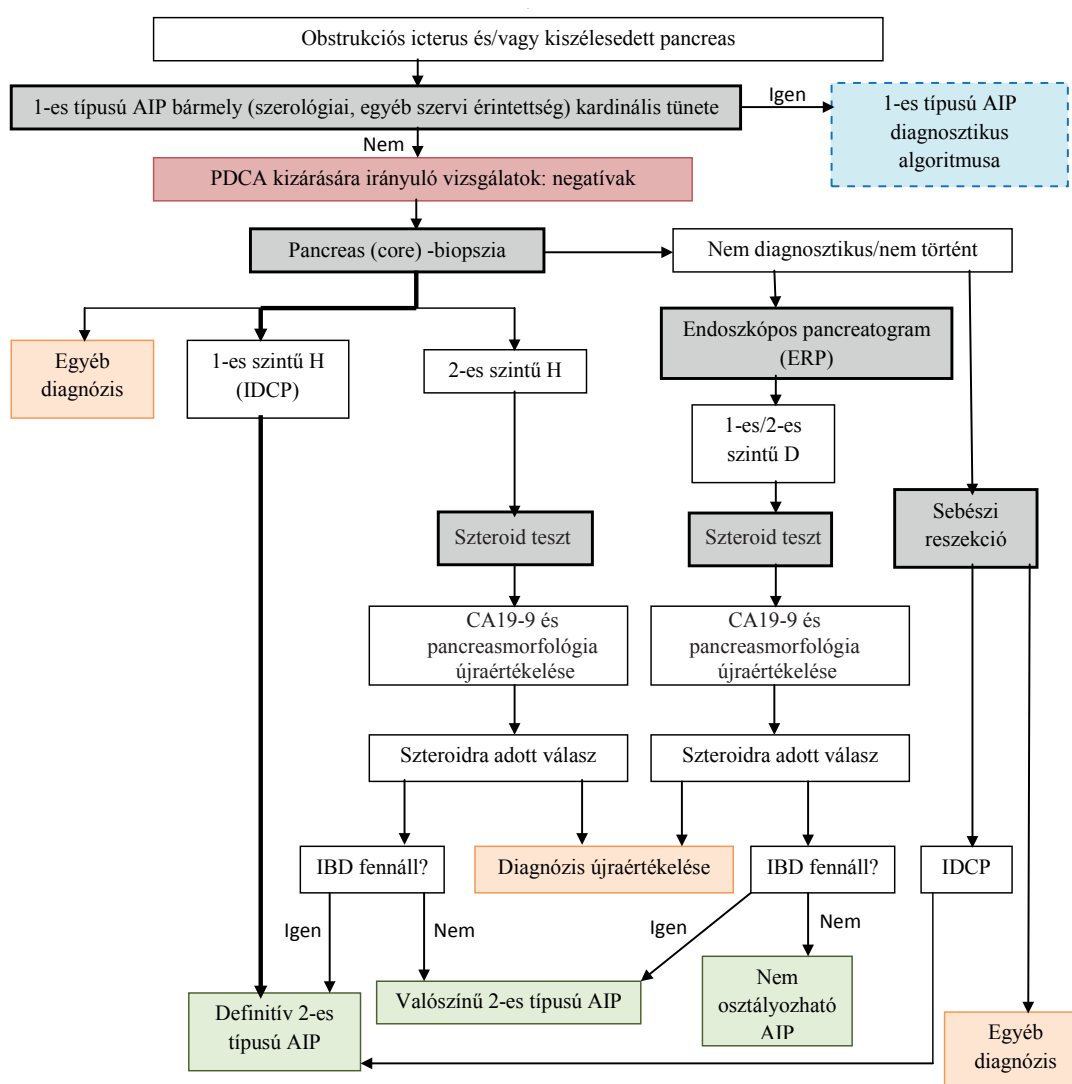 Obstrukciós icterus és/vagy kiszélesedett pancreas
1-es típusú AIP bármely (szerológiai, egyéb szervi érintettség) kardinális tünete
Igen
1-es típusú AIP
diagnosztikus
algoritmusa
Nem
PDCA kizárására irányuló vizsgálatok: negatívak
Pancreas (core) -biopszia
Nem diagnosztikus/nem történt
Egyéb
diagnózis
1-es szintű H
(IDCP)
2-es szintű H
Endoszkópos pancreatogram
(ERP)
1-es/2-es
szintű D
Szteroid teszt
Szteroid teszt
Sebészi
reszekció
CA19-9 és
pancreasmorfológia
újraértékelése
CA19-9 és
pancreasmorfológia
újraértékelése
Szteroidra adott válasz
Szteroidra adott válasz
IBD fennáll?
Diagnózis újraértékelése
IBD fennáll?
IDCP
Igen
Nem
Igen
Nem
Definitív 2-es
típusú AIP
Valószínű 2-es típusú AIP
Nem
osztályozható
AIP
Egyéb
diagnózis